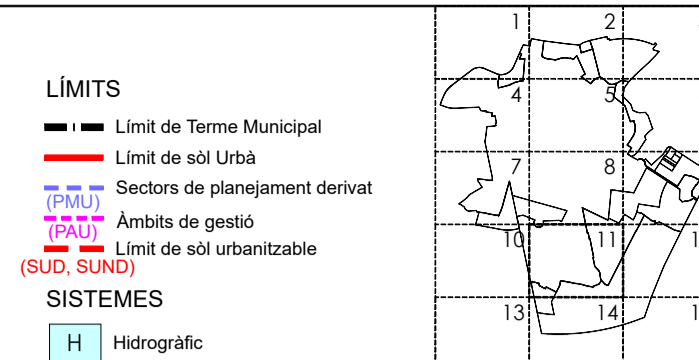 LÍMITS
Límit de Terme Municipal
Límit de sòl Urbà
Sectors de planejament derivat
(PMU)
Àmbits de gestió
(PAU)
Límit de sòl urbanitzable
(SUD, SUND)
SISTEMES
H Hidrogràfic
1 2
4 5
7 8
10 11
13 14